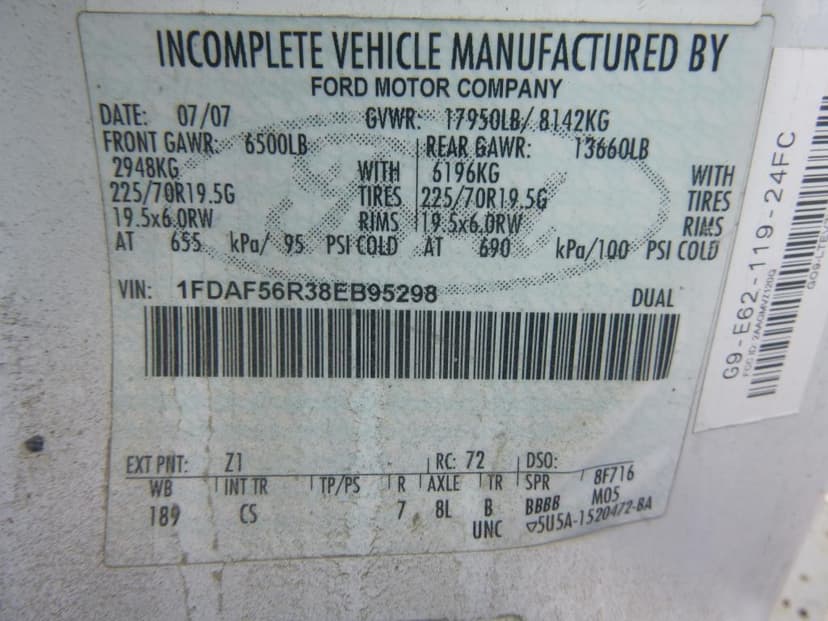 INCOMPLETE VEHICLE MANUFACTURED BY
FORD MOTOR COMPANY
DATE: 07/07 GVWR: 17950LB/ 8142KG
FRONT GAWR: 6500LB REAR GAWR: 13660LB
2948KG WITH 6196KG WITH
225/70R19.5G TIRES 225/70R19.5G TIRES
19.5x6.0RW RIMS 19.5x6.0RW RIMS
AT 655 kPa/ 95 PSI COLD AT 690 kPa/100 PSI COLD
VIN: 1FDAF56R38EB95298 DUAL
EXT PNT: Z1 RC: 72 DSO:
WB INT TR TP/PS R AXLE TR SPR 8F716
189 CS 7 8L B BBBB M05
UNC ▽5U5A-1520472-BA
G9-E62-119-24FC
FCC ID: